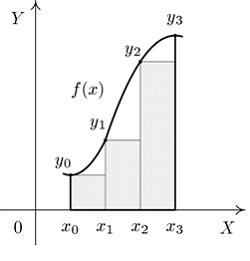 Y
y₃
y₂
f(x)
y₁
y₀
0 x₀ x₁ x₂ x₃ X